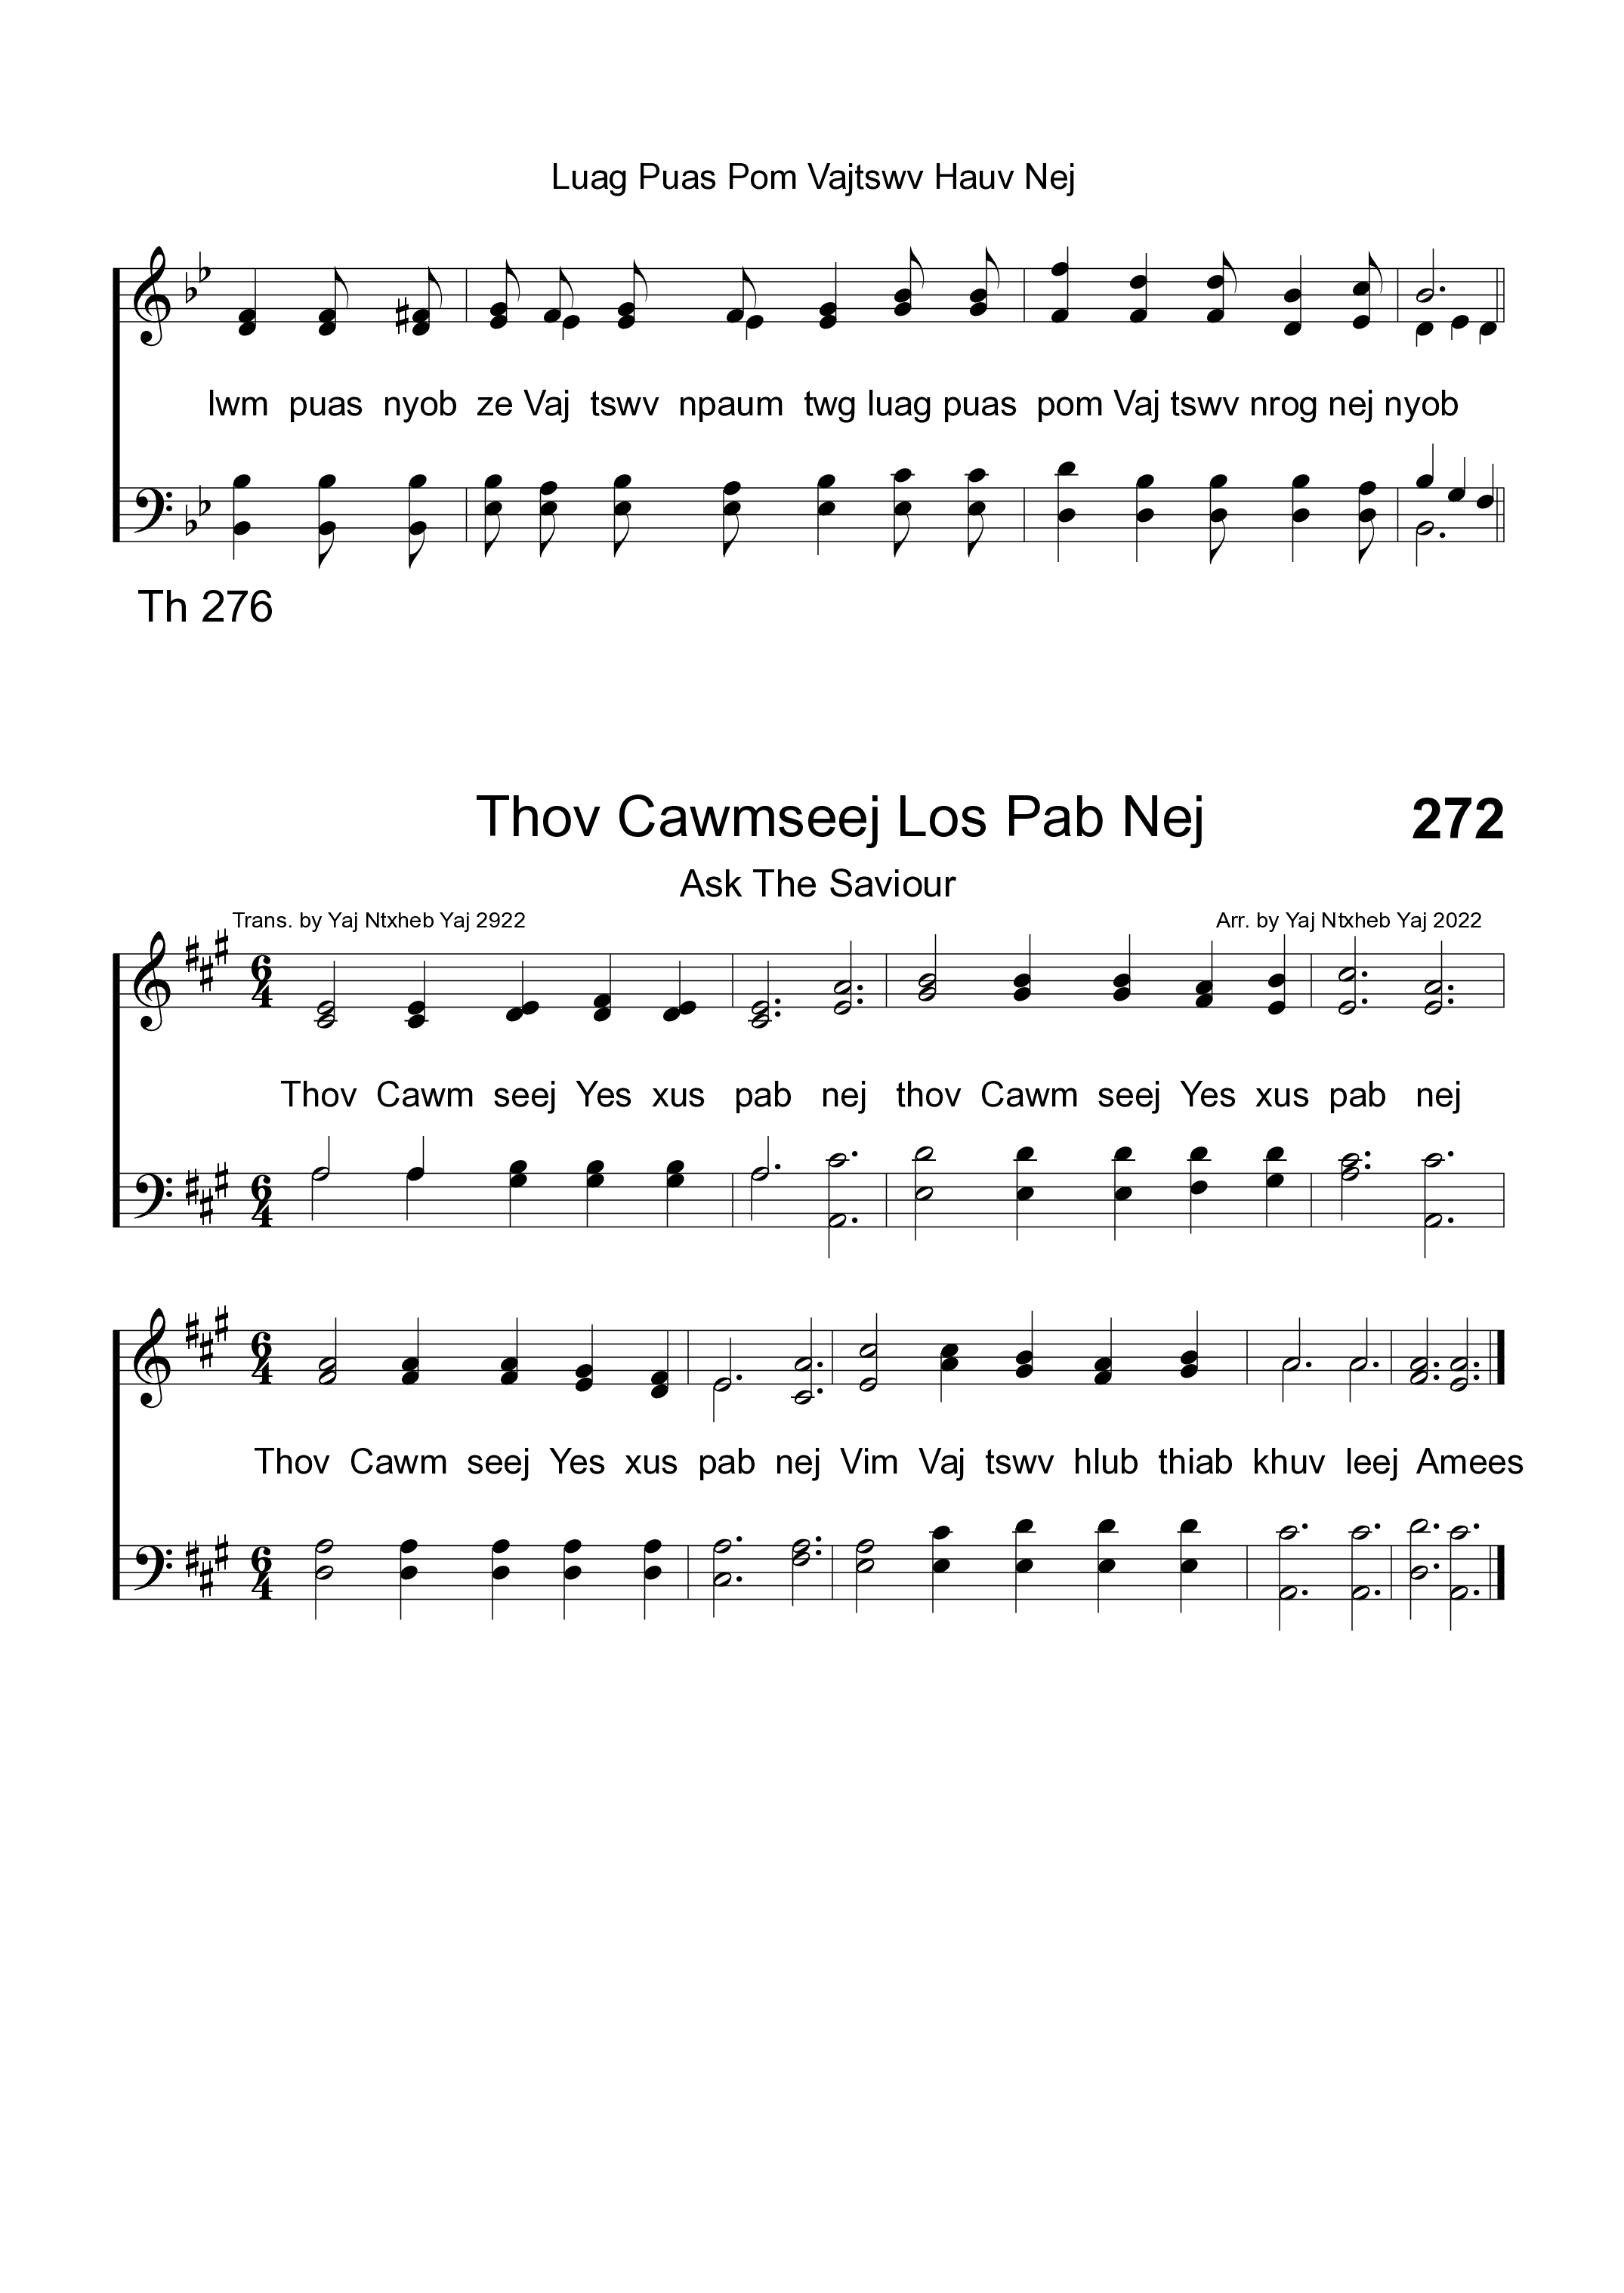 Luag Puas Pom Vajtswv Hauv Nej
lwm puas nyob ze Vaj tswv npaum twg luag puas pom Vaj tswv nrog nej nyob
Th 276
Thov Cawmseej Los Pab Nej 272
Ask The Saviour
Trans. by Yaj Ntxheb Yaj 2922 Arr. by Yaj Ntxheb Yaj 2022
6 4
Thov Cawm seej Yes xus pab nej thov Cawm seej Yes xus pab nej
6 4
6 4
Thov Cawm seej Yes xus pab nej Vim Vaj tswv hlub thiab khuv leej Amees
6 4